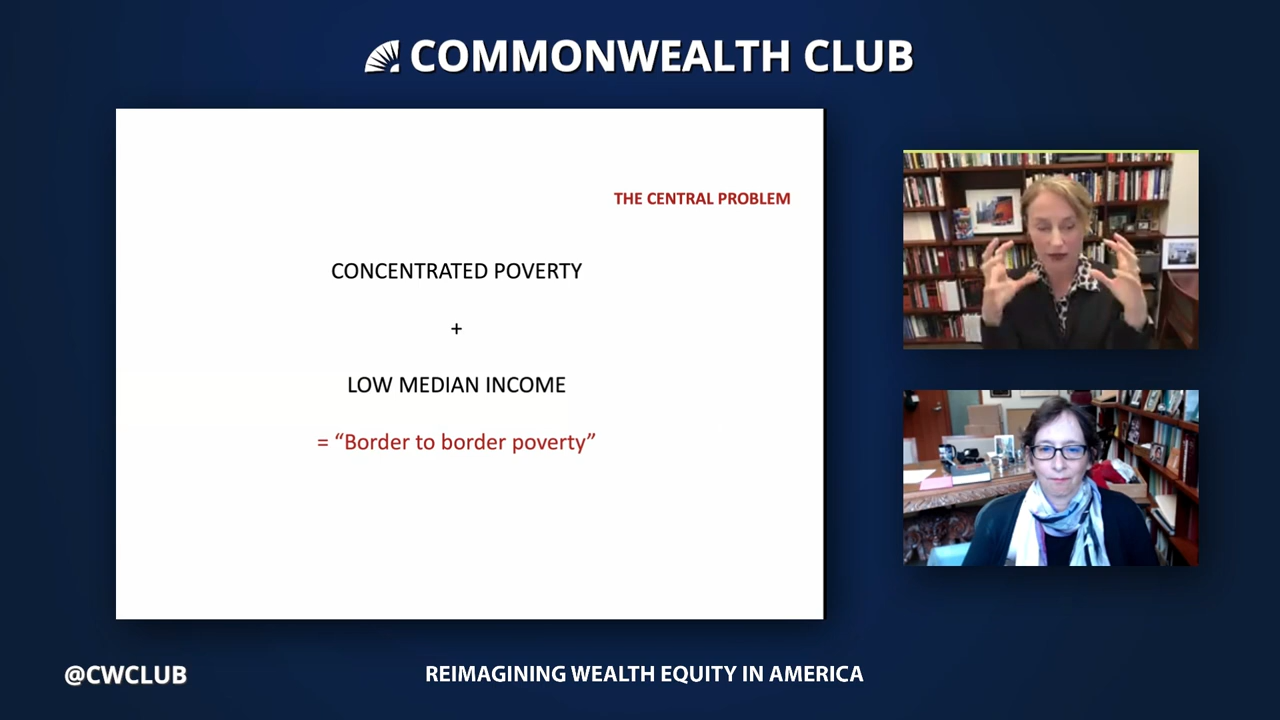 COMMONWEALTH CLUB
THE CENTRAL PROBLEM
CONCENTRATED POVERTY
+
LOW MEDIAN INCOME
= “Border to border poverty”
@CWCLUB
REIMAGINING WEALTH EQUITY IN AMERICA